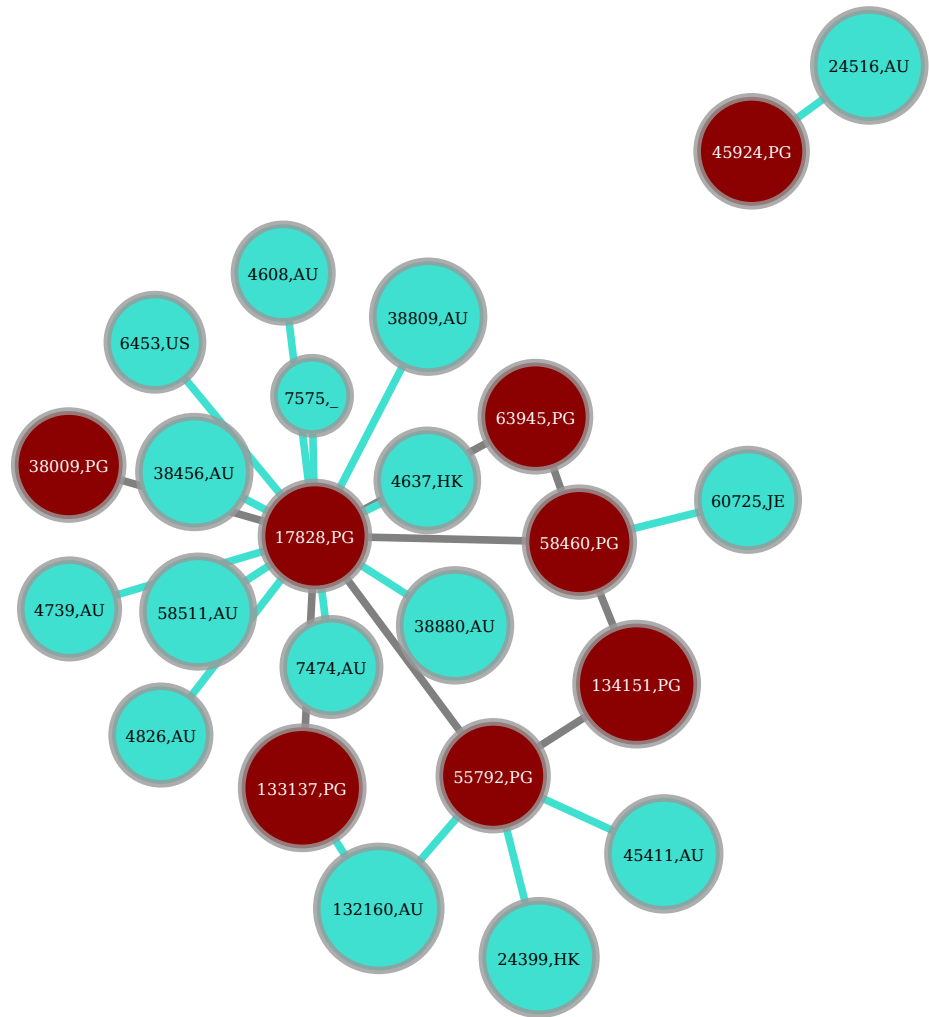 24516,AU
45924,PG
4608,AU
38809,AU
6453,US
7575,_
63945,PG
38009,PG
38456,AU
4637,HK
60725,JE
17828,PG
58460,PG
4739,AU
58511,AU
38880,AU
7474,AU
134151,PG
4826,AU
55792,PG
133137,PG
45411,AU
132160,AU
24399,HK